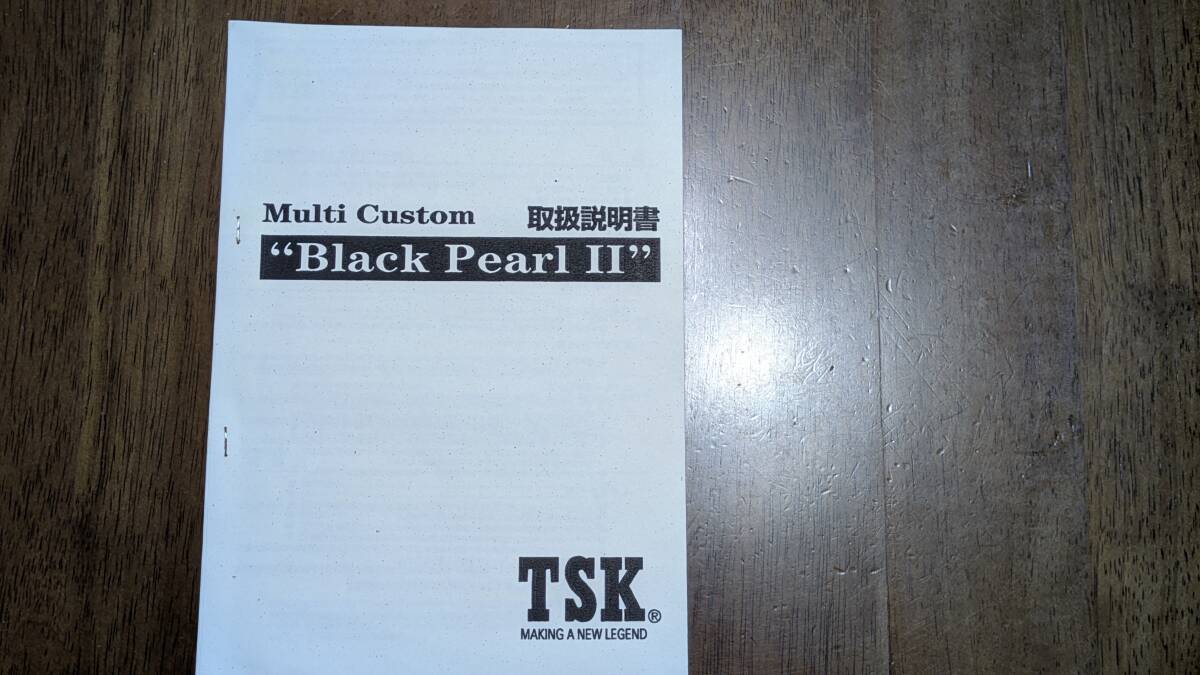 Multi Custom 取扱説明書
“Black Pearl II”
TSK®
MAKING A NEW LEGEND